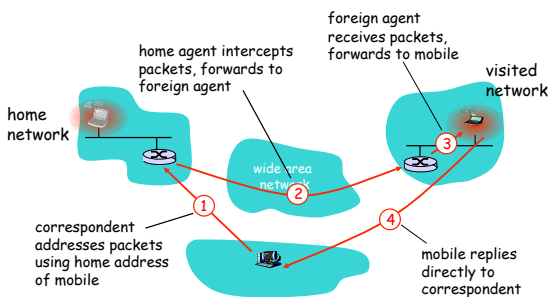 foreign agent
receives packets,
forwards to mobile
home agent intercepts
packets, forwards to
foreign agent
visited
network
home
network
3
wide area
network
2
1
4
correspondent
addresses packets
using home address
of mobile
mobile replies
directly to
correspondent